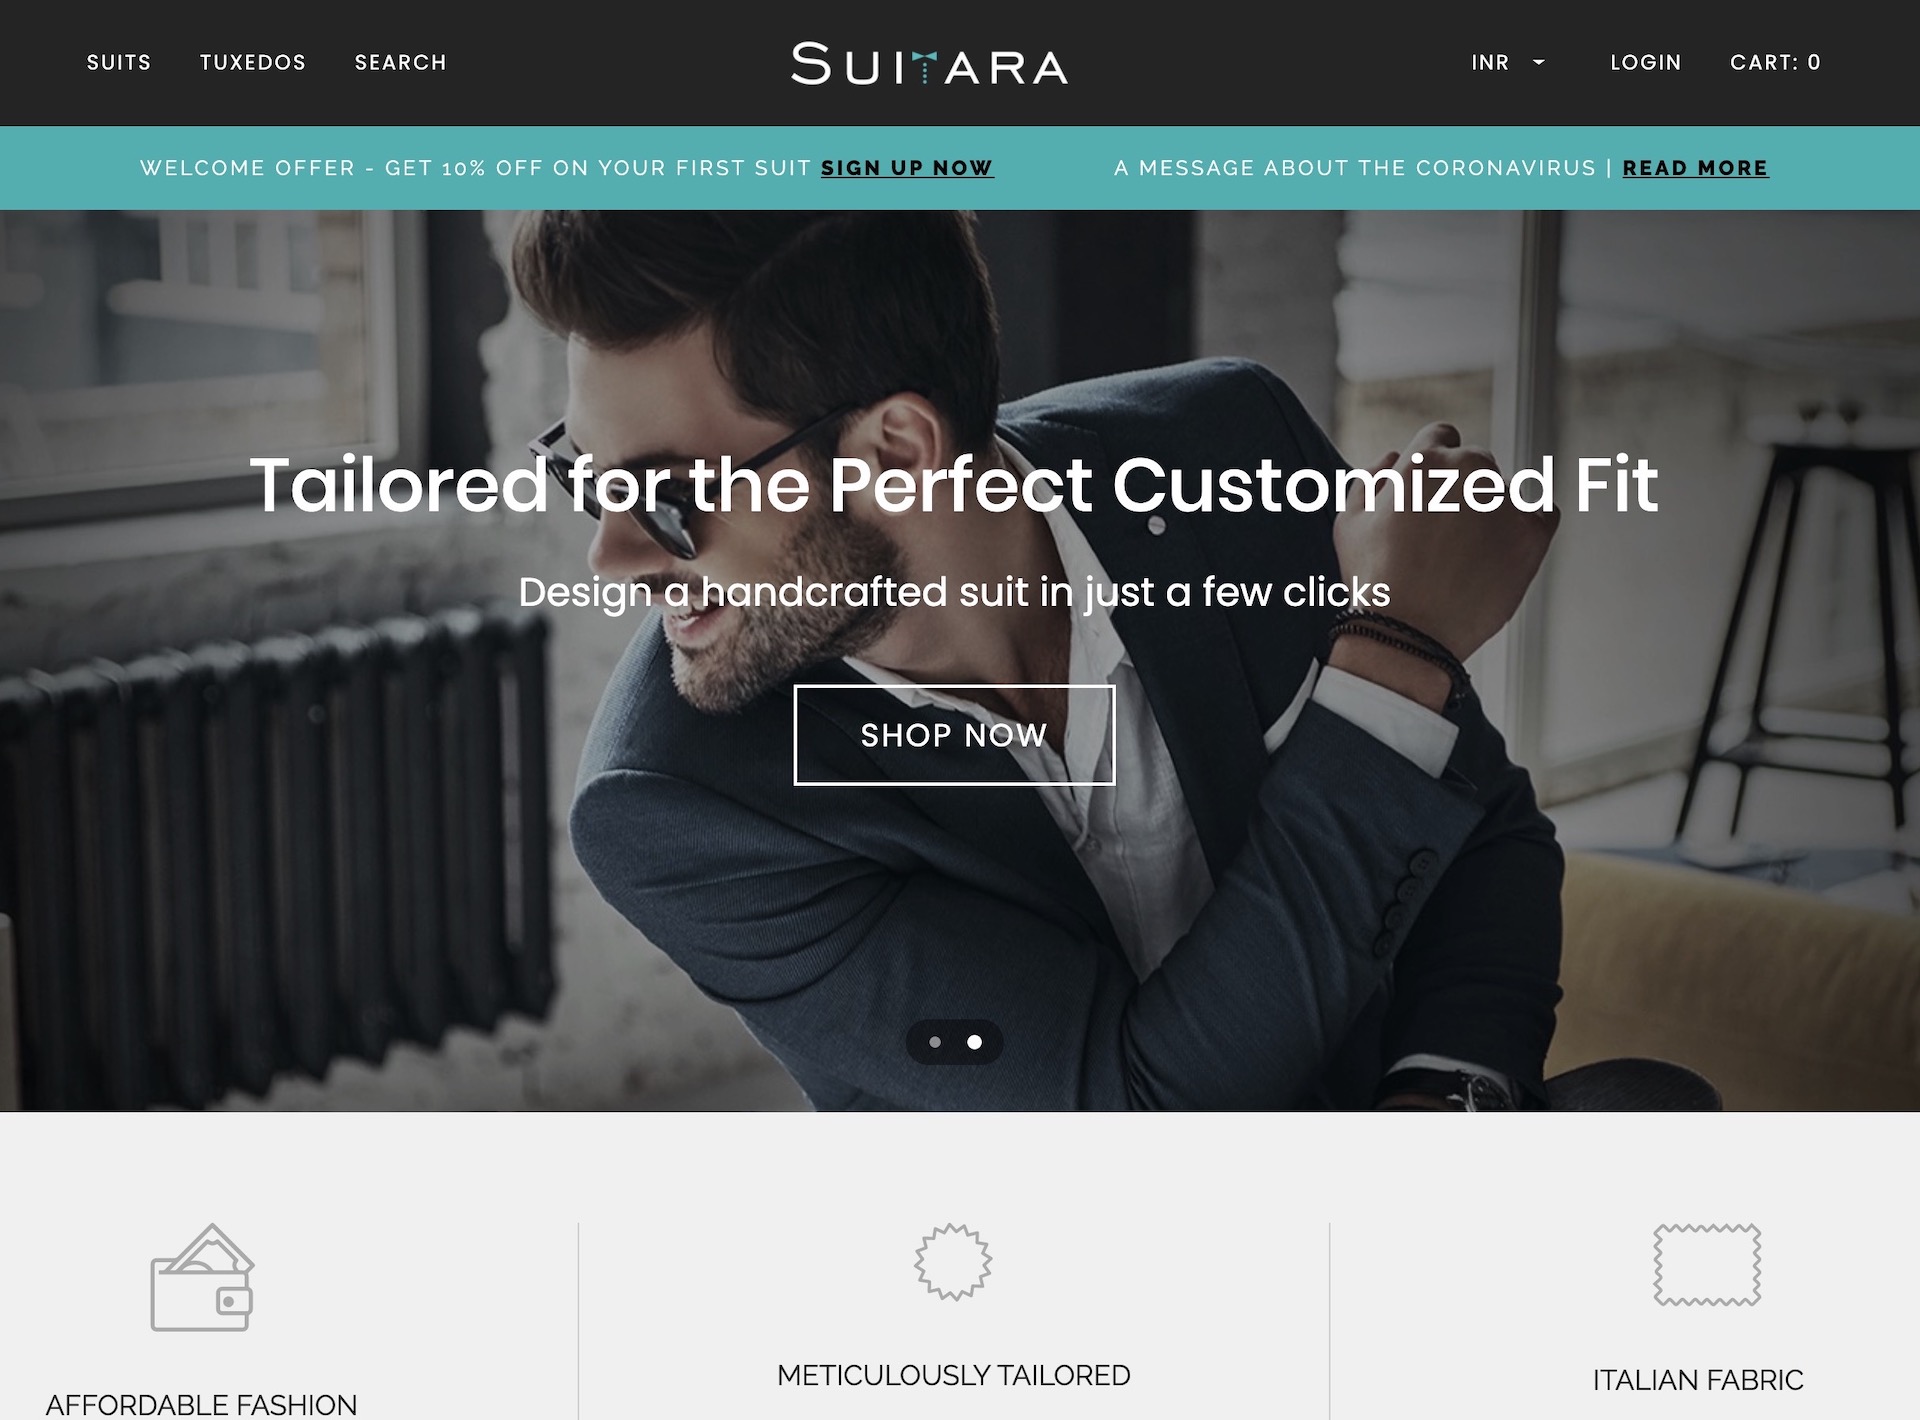 SUITS TUXEDOS SEARCH SUITARA INR LOGIN CART: 0
WELCOME OFFER - GET 10% OFF ON YOUR FIRST SUIT SIGN UP NOW
A MESSAGE ABOUT THE CORONAVIRUS | READ MORE
Tailored for the Perfect Customized Fit
Design a handcrafted suit in just a few clicks
SHOP NOW
AFFORDABLE FASHION
METICULOUSLY TAILORED
ITALIAN FABRIC